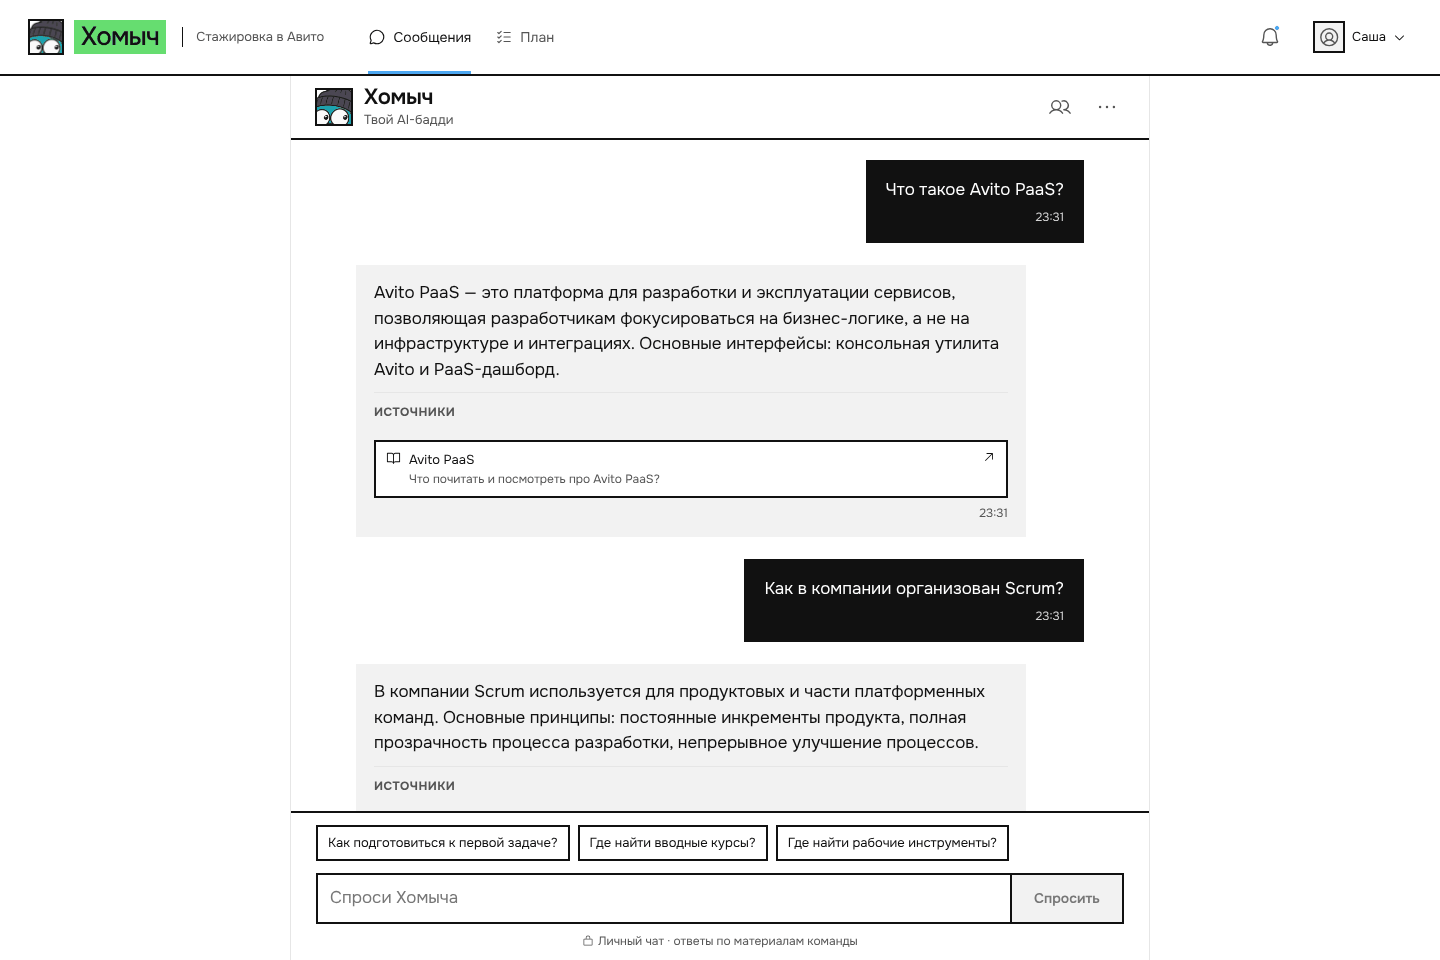 Хомыч
Стажировка в Авито
Сообщения
План
Саша
Хомыч
Твой AI-бадди
Что такое Avito PaaS?
23:31
Avito PaaS — это платформа для разработки и эксплуатации сервисов,
позволяющая разработчикам фокусироваться на бизнес-логике, а не на
инфраструктуре и интеграциях. Основные интерфейсы: консольная утилита
Avito и PaaS-дашборд.
ИСТОЧНИКИ
Avito PaaS
Что почитать и посмотреть про Avito PaaS?
23:31
Как в компании организован Scrum?
23:31
В компании Scrum используется для продуктовых и части платформенных
команд. Основные принципы: постоянные инкременты продукта, полная
прозрачность процесса разработки, непрерывное улучшение процессов.
ИСТОЧНИКИ
Как подготовиться к первой задаче?
Где найти вводные курсы?
Где найти рабочие инструменты?
Спроси Хомыча
Спросить
Личный чат · ответы по материалам команды